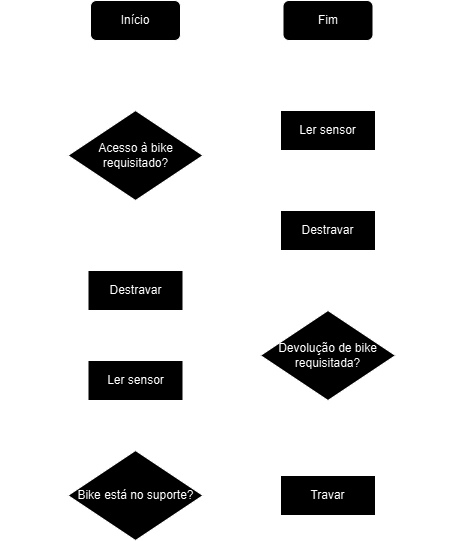 Início
Fim
Acesso à bike
requisitado?
Ler sensor
Destravar
Destravar
Devolução de bike
requisitada?
Ler sensor
Bike está no suporte?
Travar